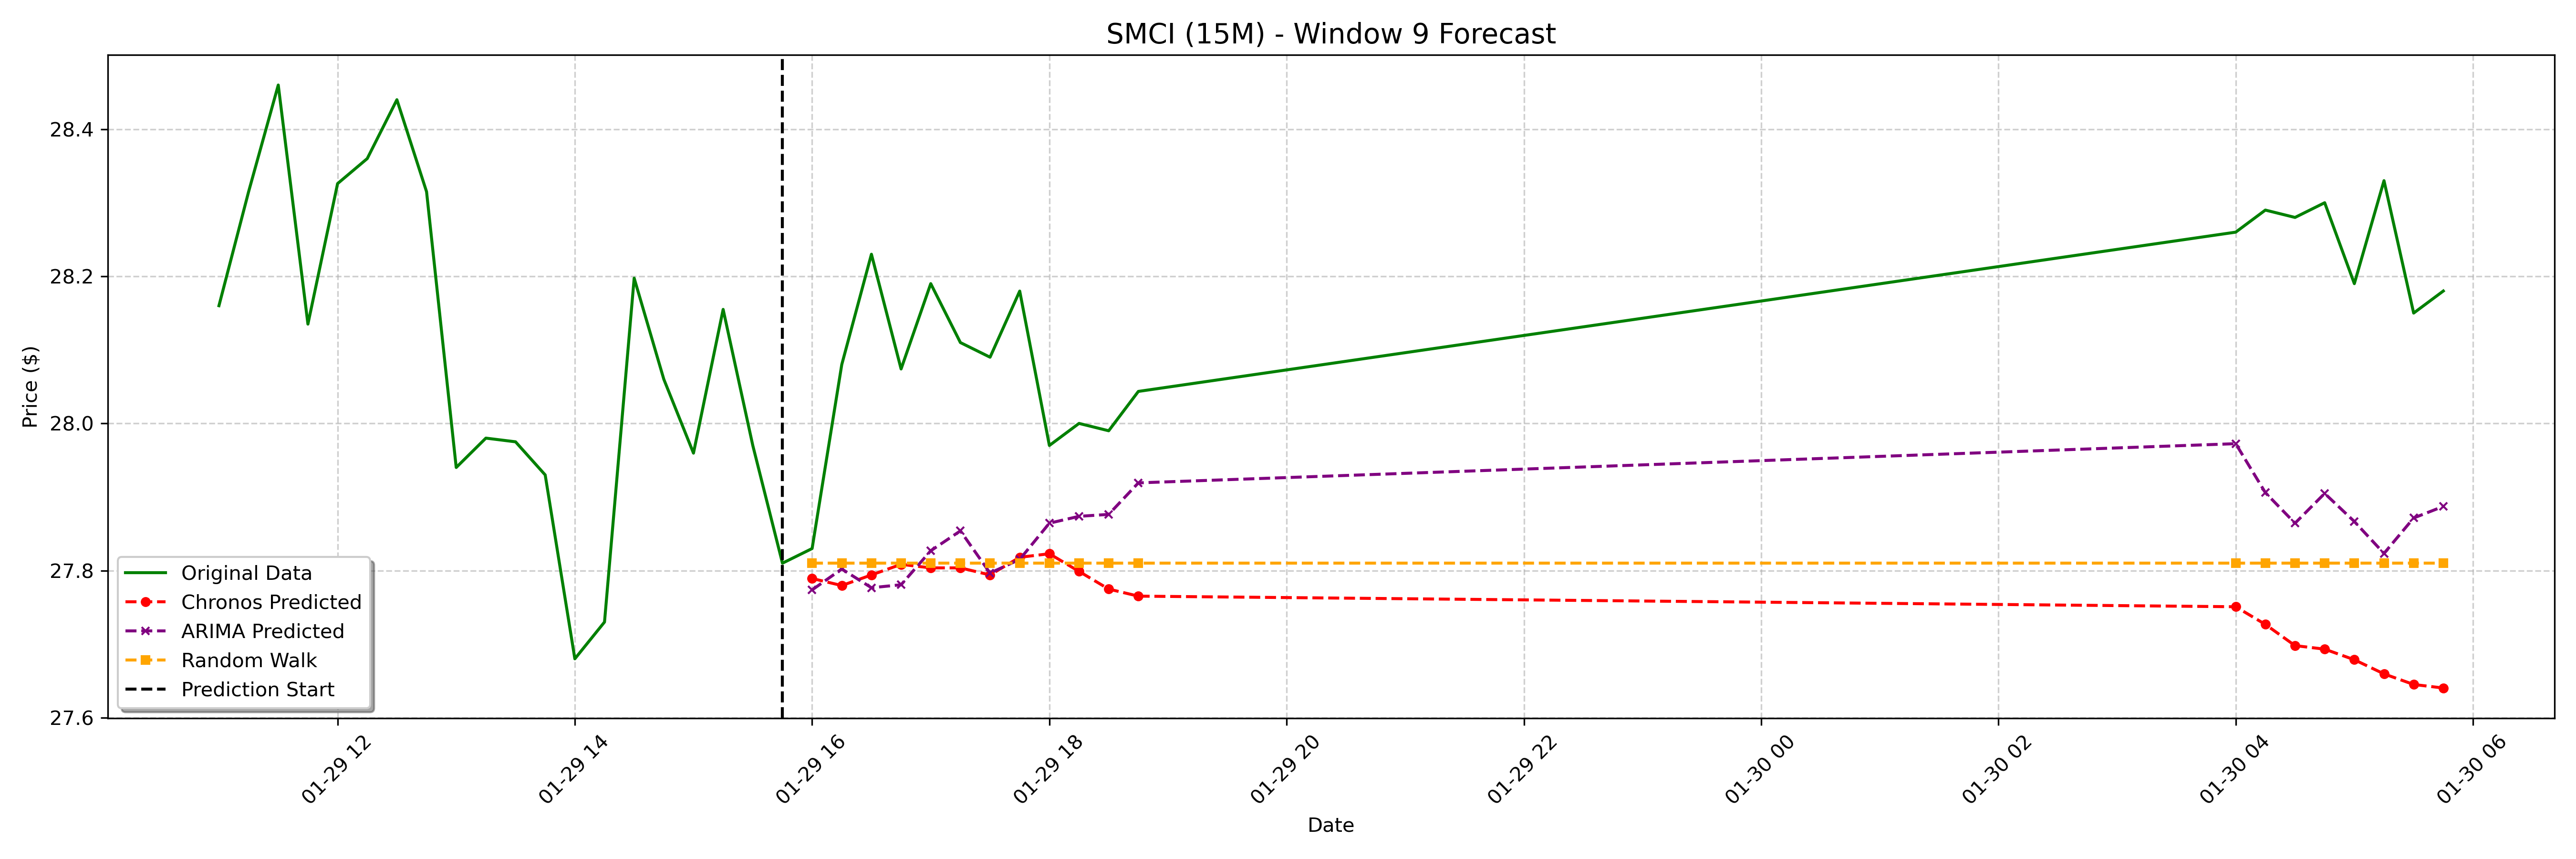 SMCI (15M) - Window 9 Forecast
Price ($)
28.4
28.2
28.0
27.8
27.6
Original Data
Chronos Predicted
ARIMA Predicted
Random Walk
Prediction Start
01-29 12
01-29 14
01-29 16
01-29 18
01-29 20
01-29 22
01-30 00
01-30 02
01-30 04
01-30 06
Date